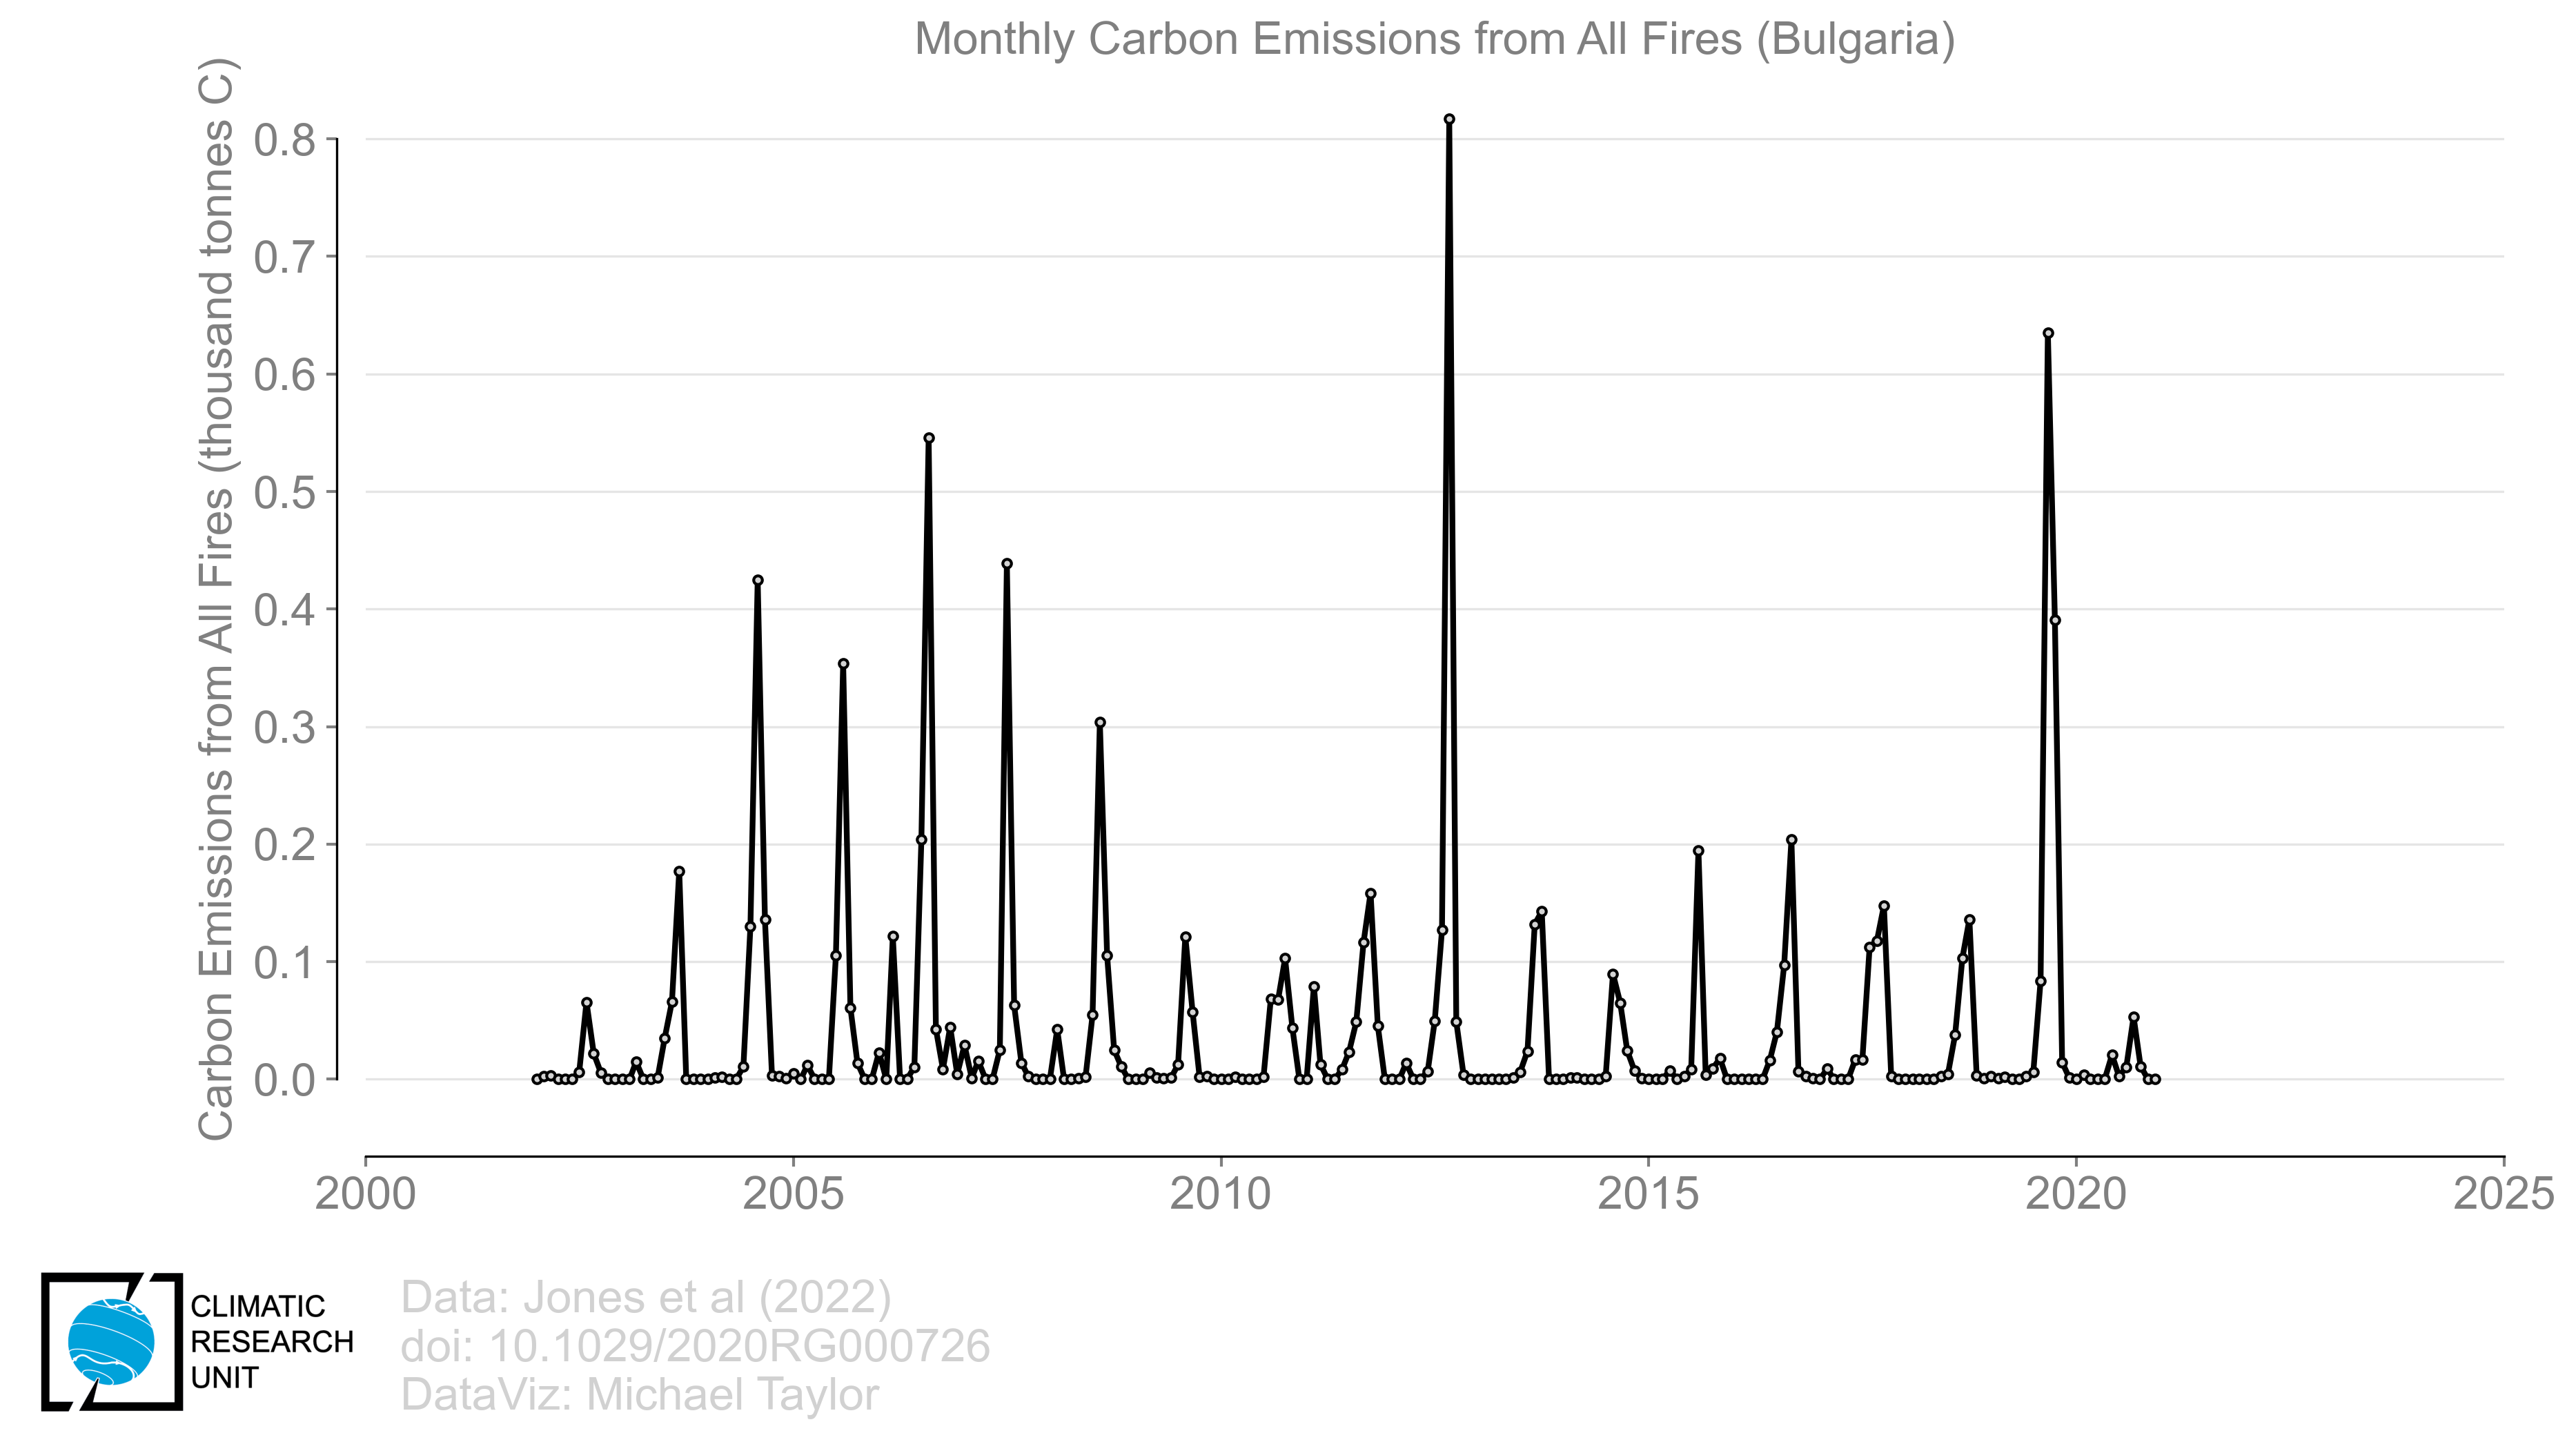 Monthly Carbon Emissions from All Fires (Bulgaria)
Carbon Emissions from All Fires (thousand tonnes C)
0.8
0.7
0.6
0.5
0.4
0.3
0.2
0.1
0.0
2000
2005
2010
2015
2020
2025
CLIMATIC
RESEARCH
UNIT
Data: Jones et al (2022)
doi: 10.1029/2020RG000726
DataViz: Michael Taylor